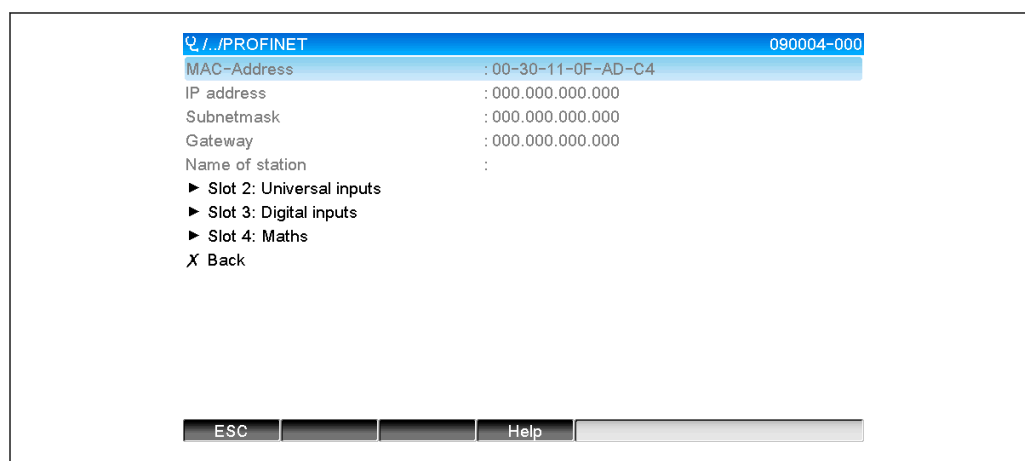 /../PROFINET 090004-000
MAC-Address : 00-30-11-0F-AD-C4
IP address : 000.000.000.000
Subnetmask : 000.000.000.000
Gateway : 000.000.000.000
Name of station :
► Slot 2: Universal inputs
► Slot 3: Digital inputs
► Slot 4: Maths
X Back
ESC Help